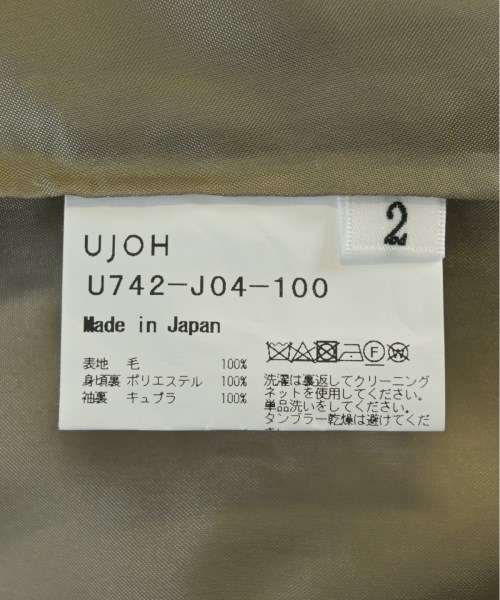 2
UJOH
U742-J04-100
Made in Japan
表地 毛 100%
身頃裏 ポリエステル 100%
袖裏 キュプラ 100%
F
W
洗濯は裏返してクリーニング
ネットを使用してください。
単品洗いをしてください。
タンブラー乾燥は避けてくだ